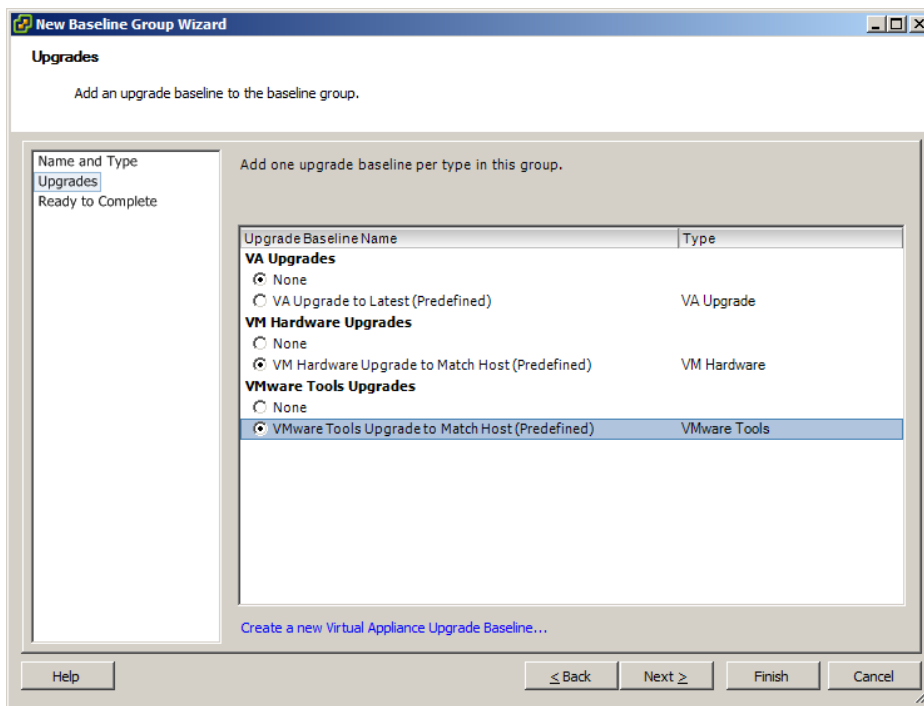 New Baseline Group Wizard
Upgrades
Add an upgrade baseline to the baseline group.
Name and Type
Upgrades
Ready to Complete
Add one upgrade baseline per type in this group.
Upgrade Baseline Name Type
VA Upgrades
None
VA Upgrade to Latest (Predefined) VA Upgrade
VM Hardware Upgrades
None
VM Hardware Upgrade to Match Host (Predefined) VM Hardware
VMware Tools Upgrades
None
VMware Tools Upgrade to Match Host (Predefined) VMware Tools
Create a new Virtual Appliance Upgrade Baseline...
Help < Back Next > Finish Cancel